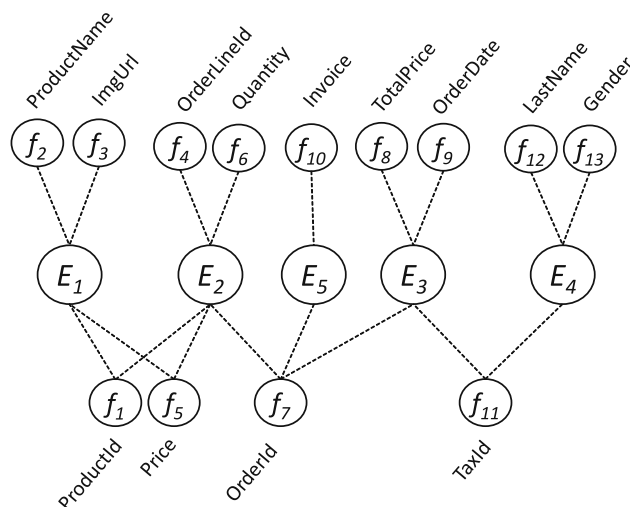 ProductName
ImgUrl
OrderLineId
Quantity
Invoice
TotalPrice
OrderDate
LastName
Gender
f2
f3
f4
f6
f10
f8
f9
f12
f13
E1
E2
E5
E3
E4
f1
f5
f7
f11
ProductId
Price
OrderId
TaxId